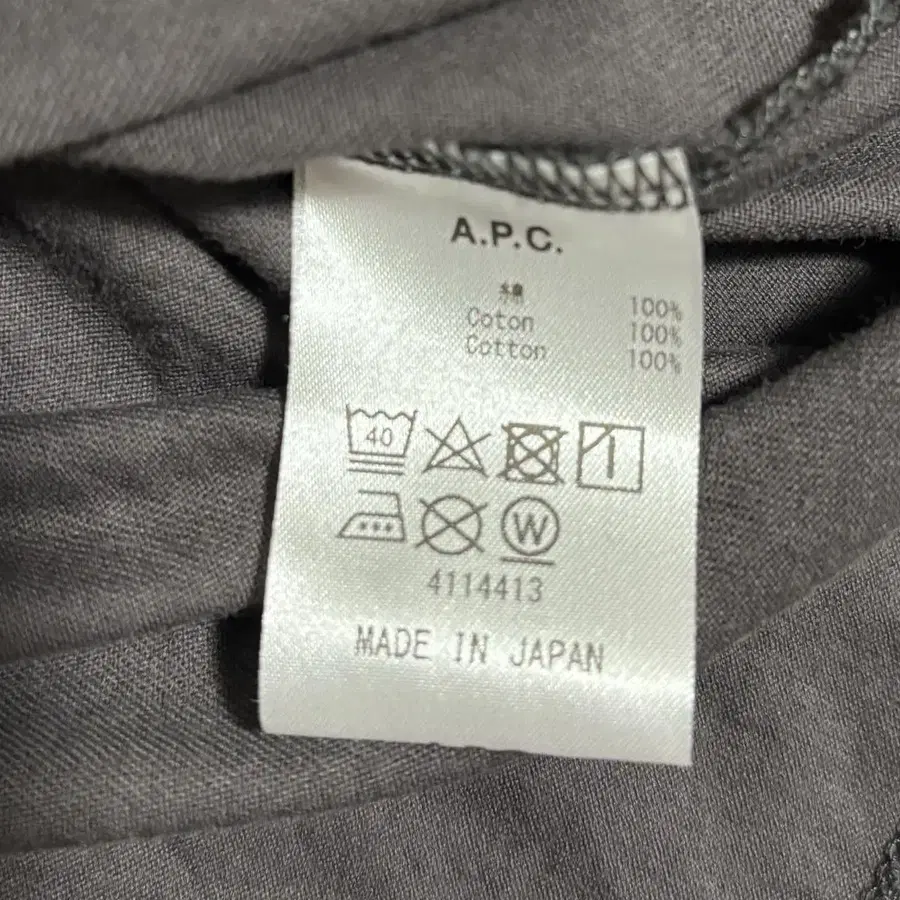 A.P.C.
綿 100%
Coton 100%
Cotton 100%
40
W
4114413
MADE IN JAPAN